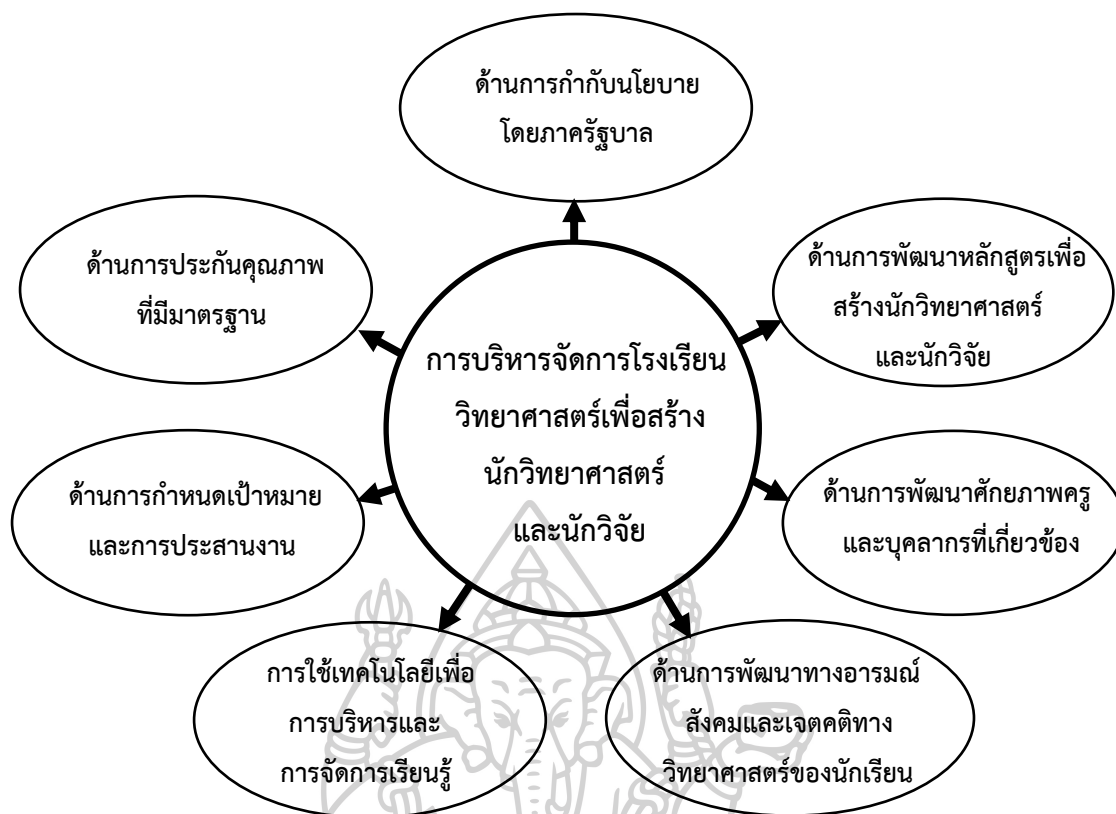 ด้านการกำกับนโยบาย
โดยภาครัฐบาล
ด้านการประกันคุณภาพ
ที่มีมาตรฐาน
ด้านการพัฒนาหลักสูตรเพื่อ
สร้างนักวิทยาศาสตร์
และนักวิจัย
การบริหารจัดการโรงเรียน
วิทยาศาสตร์เพื่อสร้าง
นักวิทยาศาสตร์
และนักวิจัย
ด้านการกำหนดเป้าหมาย
และการประสานงาน
ด้านการพัฒนาศักยภาพครู
และบุคลากรที่เกี่ยวข้อง
การใช้เทคโนโลยีเพื่อ
การบริหารและ
การจัดการเรียนรู้
ด้านการพัฒนาทางอารมณ์
สังคมและเจตคติทาง
วิทยาศาสตร์ของนักเรียน